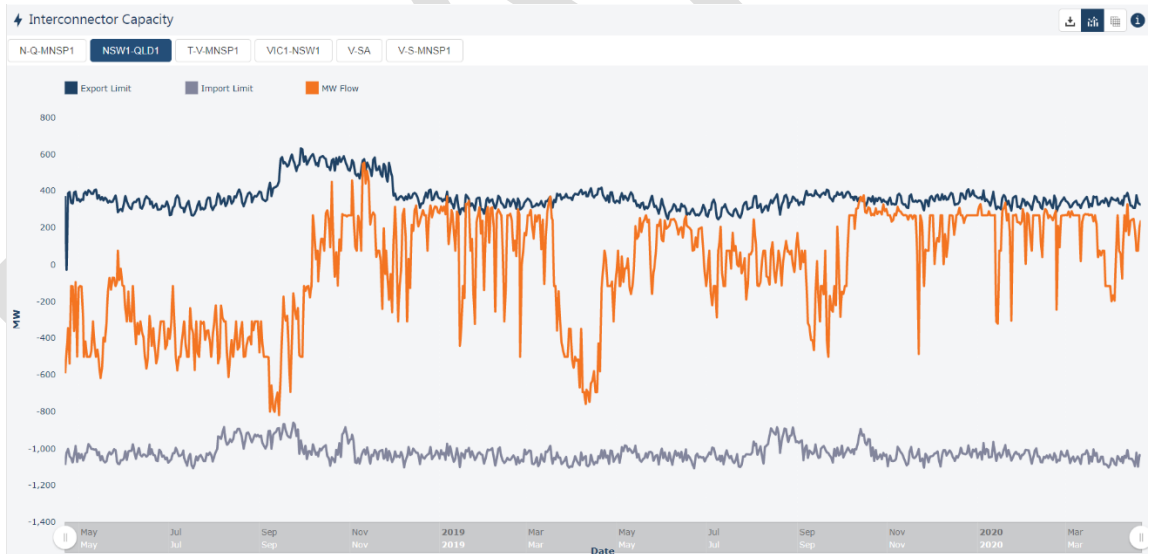 Interconnector Capacity
N-Q-MNSP1 NSW1-QLD1 T-V-MNSP1 VIC1-NSW1 V-SA V-S-MNSP1
Export Limit Import Limit MW Flow
800
600
400
200
0
-200
-400
-600
-800
-1,000
-1,200
-1,400
MW
May Jul Sep Nov 2019 Mar May Jul Sep Nov 2020 Mar
May Jul Sep Nov 2019 Mar May Jul Sep Nov 2020 Mar
Date